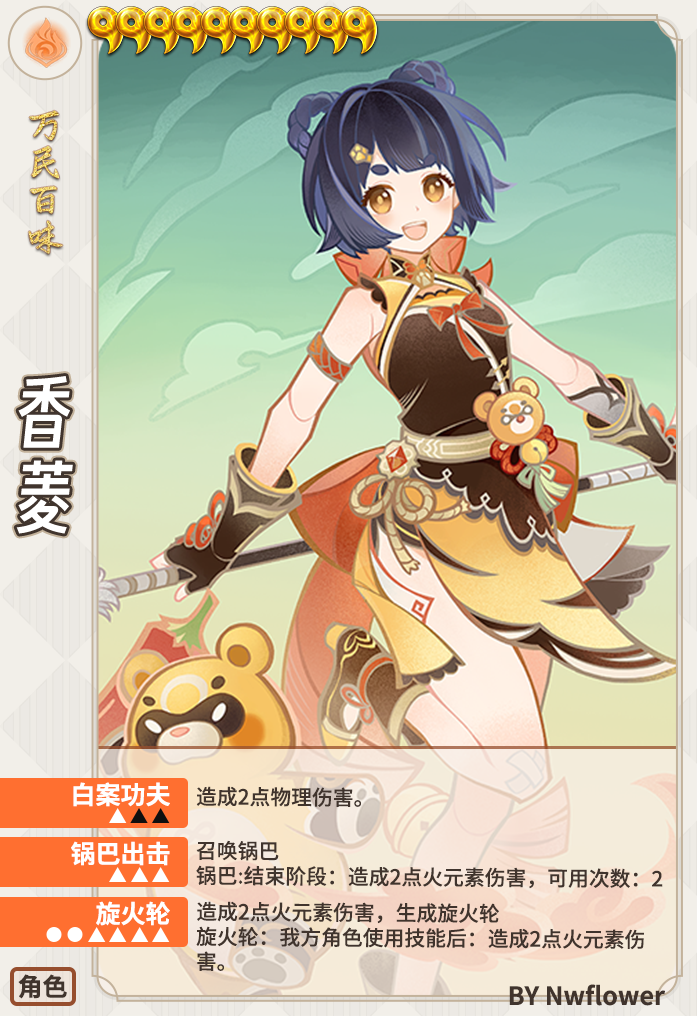 万民百味
香菱
白案功夫
造成2点物理伤害。
锅巴出击
召唤锅巴
锅巴:结束阶段：造成2点火元素伤害，可用次数：2
旋火轮
造成2点火元素伤害，生成旋火轮
旋火轮：我方角色使用技能后：造成2点火元素伤
害。
角色
BY Nwflower